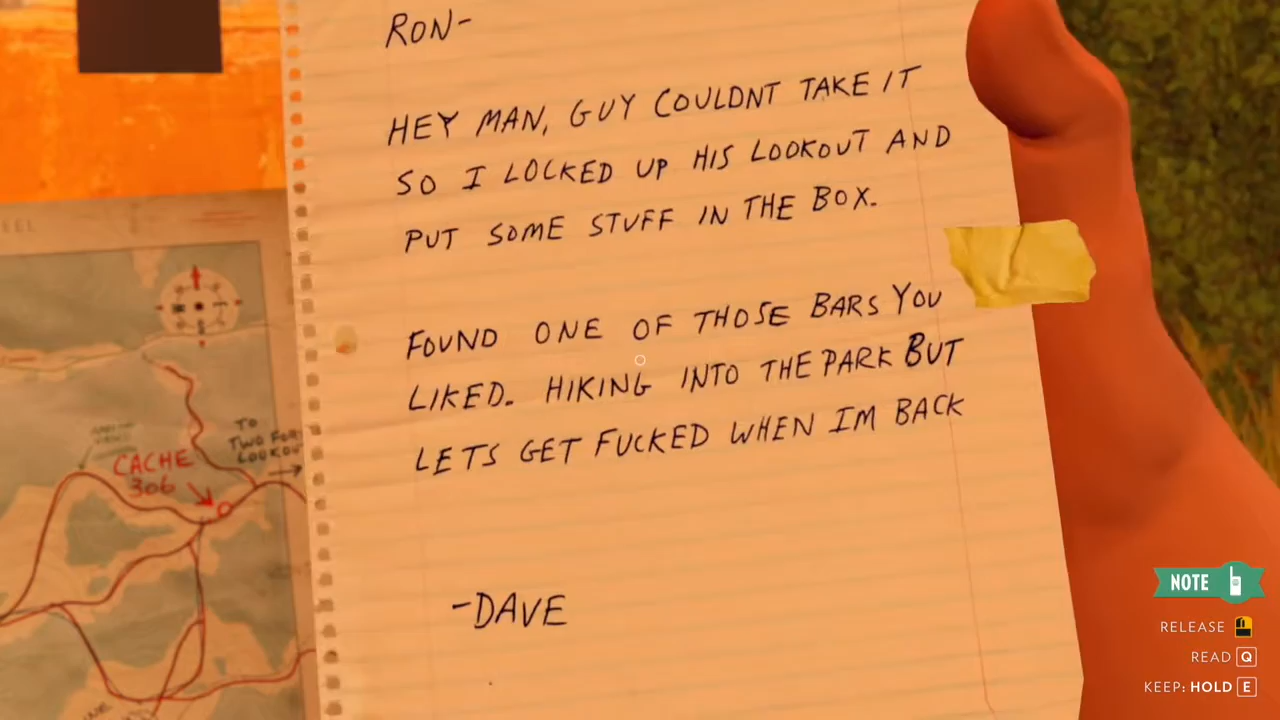 RON-
HEY MAN, GUY COULDNT TAKE IT
SO I LOCKED UP HIS LOOKOUT AND
PUT SOME STUFF IN THE BOX.
FOUND ONE OF THOSE BARS YOU
LIKED. HIKING INTO THE PARK BUT
LETS GET FUCKED WHEN IM BACK
-DAVE
CACHE
306
TO
TWO FOR
LOOKOU
NOTE
RELEASE
READ Q
KEEP: HOLD E